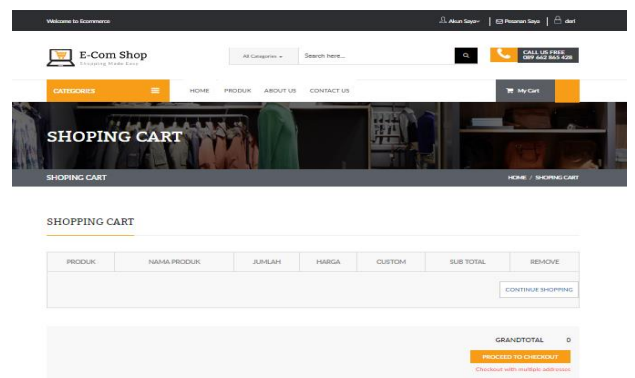 Welcome to Ecommerce
Akun Saya
Pesanan Saya
deri
E-Com Shop
Shopping Made Easy
All Categories
Search here...
CALL US FREE
089 662 865 428
CATEGORIES
HOME PRODUK ABOUT US CONTACT US
My Cart
SHOPING CART
SHOPING CART
HOME / SHOPING CART
SHOPPING CART
PRODUK NAMA PRODUK JUMLAH HARGA CUSTOM SUB TOTAL REMOVE
CONTINUE SHOPPING
GRANDTOTAL 0
PROCEED TO CHECKOUT
Checkout with multiple addresses